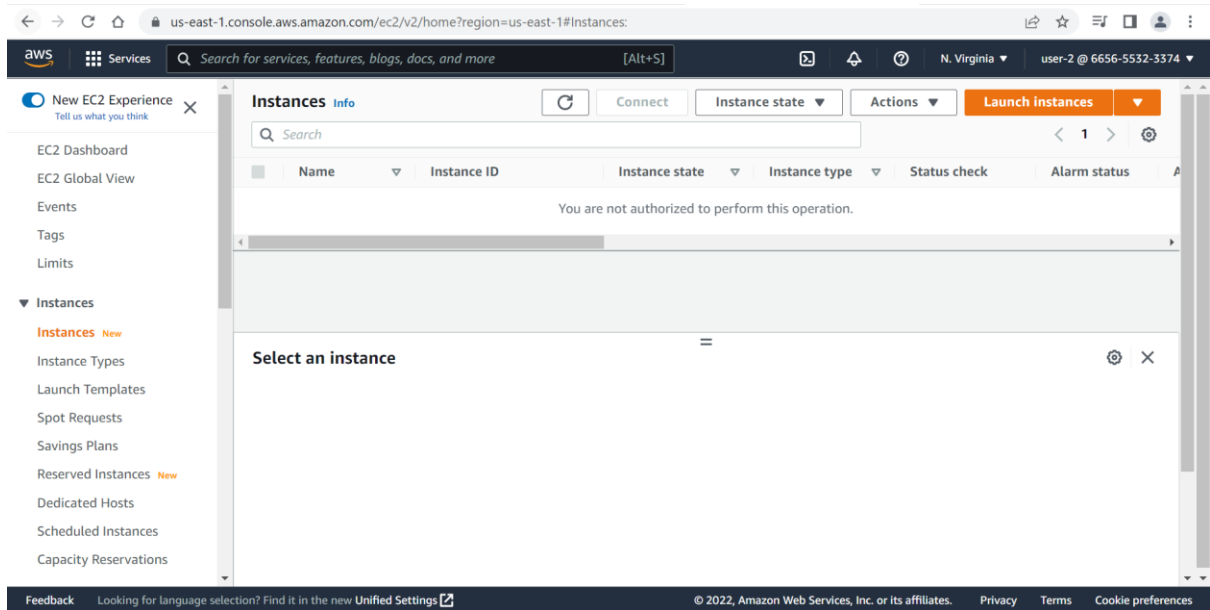 us-east-1.console.aws.amazon.com/ec2/v2/home?region=us-east-1#Instances:
aws Services Search for services, features, blogs, docs, and more [Alt+S] N. Virginia ▼ user-2 @ 6656-5532-3374 ▼
New EC2 Experience
Tell us what you think
EC2 Dashboard
EC2 Global View
Events
Tags
Limits
Instances
Instances New
Instance Types
Launch Templates
Spot Requests
Savings Plans
Reserved Instances New
Dedicated Hosts
Scheduled Instances
Capacity Reservations
Instances Info Connect Instance state ▼ Actions ▼ Launch instances ▼
Search < 1 >
Name Instance ID Instance state Instance type Status check Alarm status A
You are not authorized to perform this operation.
Select an instance
Feedback Looking for language selection? Find it in the new Unified Settings © 2022, Amazon Web Services, Inc. or its affiliates. Privacy Terms Cookie preferences